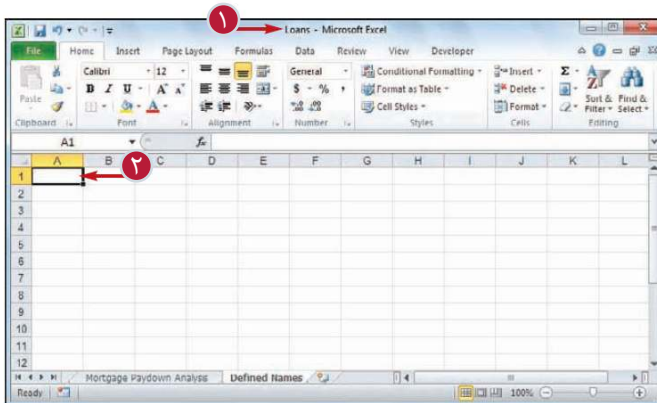 ١
Loans - Microsoft Excel
File Home Insert Page Layout Formulas Data Review View Developer
Calibri 12 General Conditional Formatting Insert Σ
Paste B I U A A $ % , Format as Table Delete Sort & Find &
A Cell Styles Format Filter Select
Clipboard Font Alignment Number Styles Cells Editing
A1 fx
٢
A B C D E F G H I J K L
1
2
3
4
5
6
7
8
9
10
11
12
Mortgage Paydown Analysis Defined Names
Ready 100%